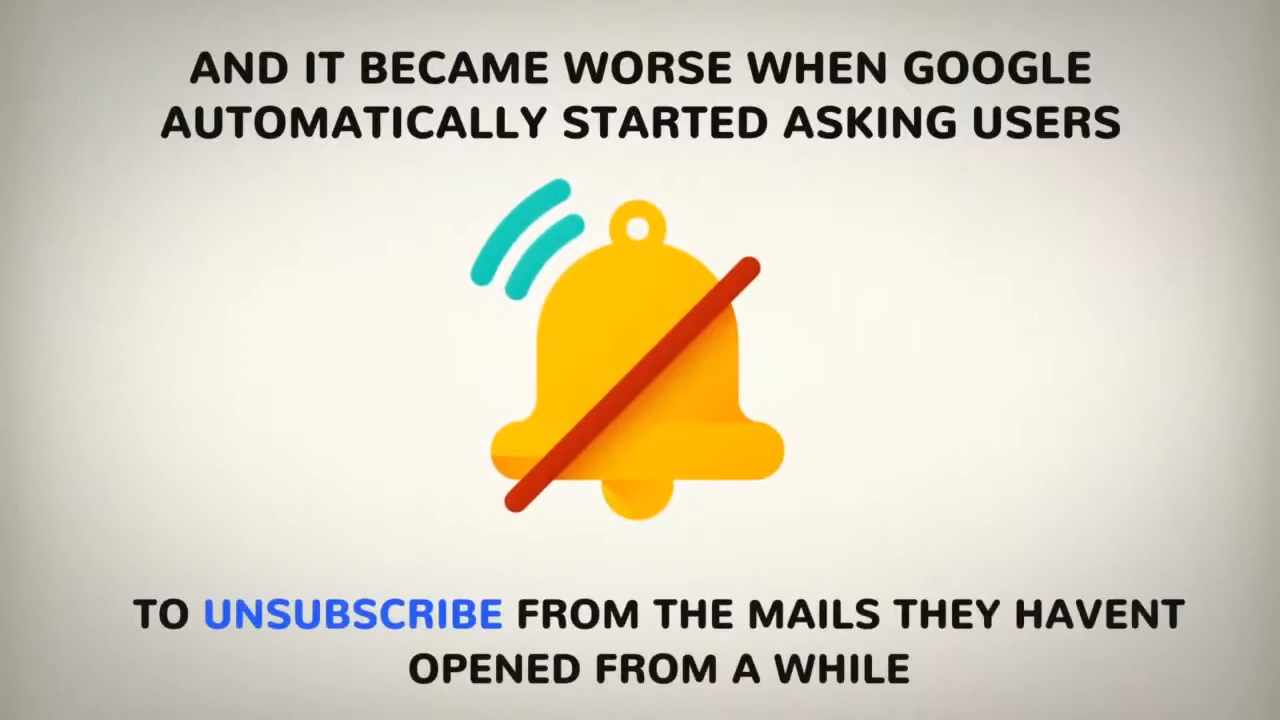 AND IT BECAME WORSE WHEN GOOGLE
AUTOMATICALLY STARTED ASKING USERS
TO UNSUBSCRIBE FROM THE MAILS THEY HAVENT
OPENED FROM A WHILE